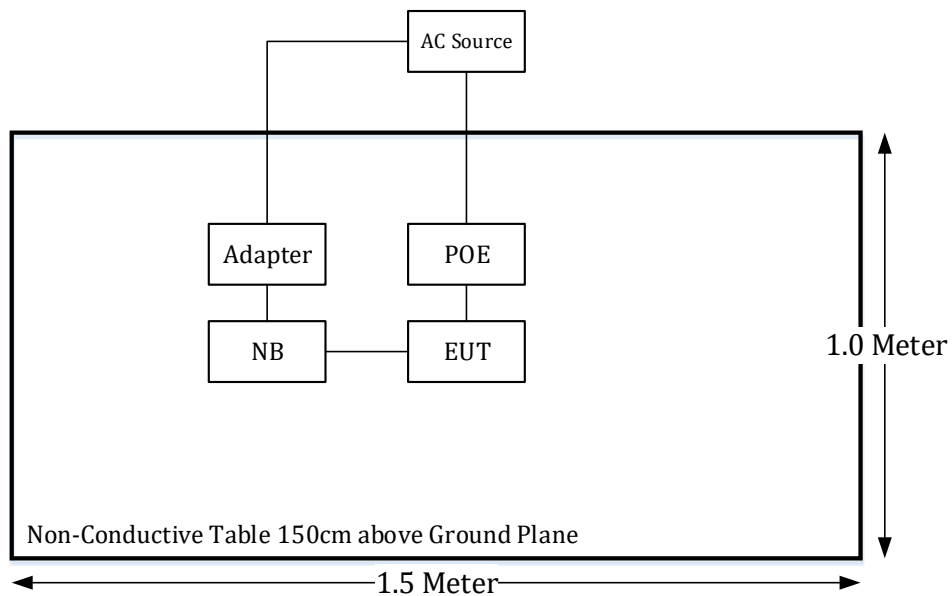 AC Source
Adapter
POE
NB
EUT
1.0 Meter
Non-Conductive Table 150cm above Ground Plane
1.5 Meter